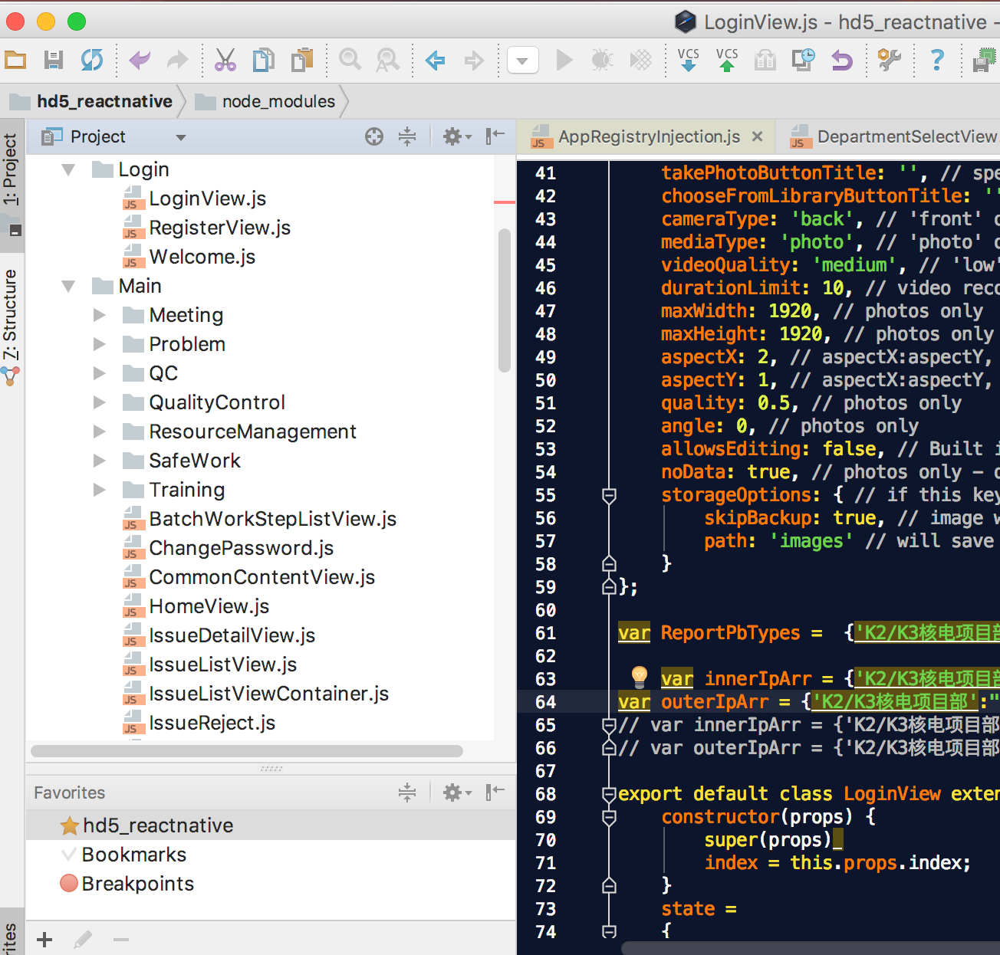 LoginView.js - hd5_reactnative -
VCS VCS
hd5_reactnative node_modules
1: Project
7: Structure
Project
Login
LoginView.js
RegisterView.js
Welcome.js
Main
Meeting
Problem
QC
QualityControl
ResourceManagement
SafeWork
Training
BatchWorkStepListView.js
ChangePassword.js
CommonContentView.js
HomeView.js
IssueDetailView.js
IssueListView.js
IssueListViewContainer.js
IssueReject.js
Favorites
hd5_reactnative
Bookmarks
Breakpoints
AppRegistryInjection.js DepartmentSelectView
41 takePhotoButtonTitle: '', // spe
42 chooseFromLibraryButtonTitle: ''
43 cameraType: 'back', // 'front' o
44 mediaType: 'photo', // 'photo' o
45 videoQuality: 'medium', // 'low'
46 durationLimit: 10, // video reco
47 maxWidth: 1920, // photos only
48 maxHeight: 1920, // photos only
49 aspectX: 2, // aspectX:aspectY,
50 aspectY: 1, // aspectX:aspectY,
51 quality: 0.5, // photos only
52 angle: 0, // photos only
53 allowsEditing: false, // Built i
54 noData: true, // photos only - d
55 storageOptions: { // if this key
56 skipBackup: true, // image w
57 path: 'images' // will save
58 }
59 };
60
61 var ReportPbTypes = {'K2/K3核电项目部
62
63 var innerIpArr = {'K2/K3核电项目部
64 var outerIpArr = {'K2/K3核电项目部':"
65 // var innerIpArr = {'K2/K3核电项目部
66 // var outerIpArr = {'K2/K3核电项目部
67
68 export default class LoginView exten
69 constructor(props) {
70 super(props)
71 index = this.props.index;
72 }
73 state =
74 {